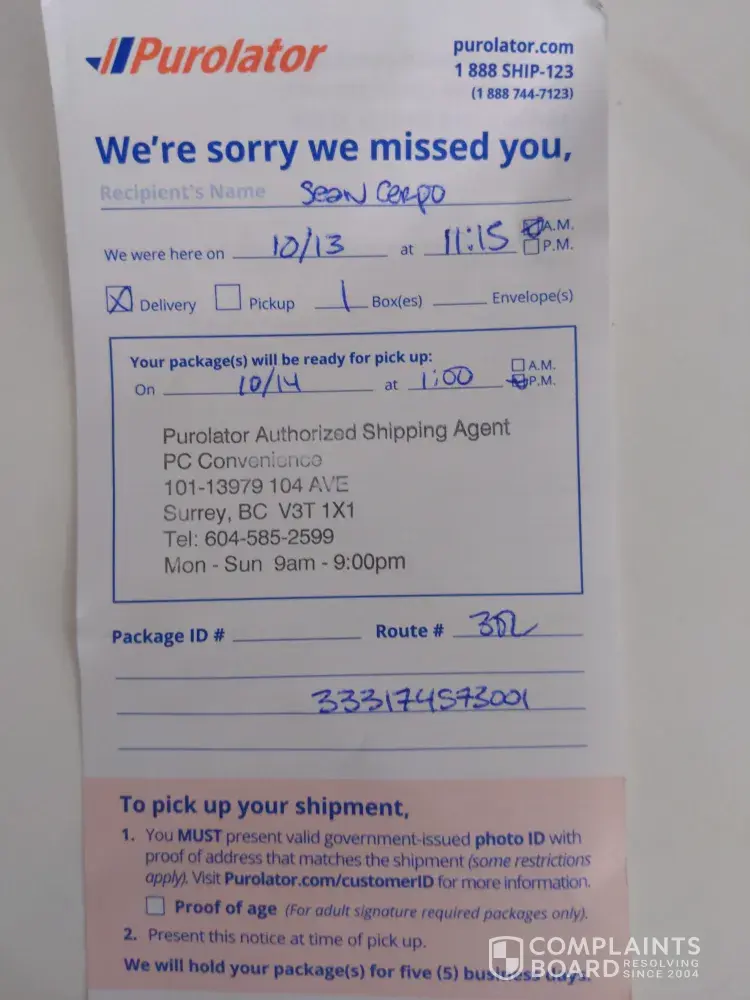 Purolator
purolator.com
1 888 SHIP-123
(1 888 744-7123)
We're sorry we missed you,
Recipient's Name Sean Cerpo
We were here on 10/13 at 11:15 A.M.
P.M.
Delivery Pickup 1 Box(es) Envelope(s)
Your package(s) will be ready for pick up:
A.M.
On 10/14 at 1:00 P.M.
Purolator Authorized Shipping Agent
PC Convenience
101-13979 104 AVE
Surrey, BC V3T 1X1
Tel: 604-585-2599
Mon - Sun 9am - 9:00pm
Package ID # Route #
333174573001
To pick up your shipment,
1. You MUST present valid government-issued photo ID with
proof of address that matches the shipment (some restrictions
apply). Visit Purolator.com/customerID for more information.
Proof of age (For adult signature required packages only).
2. Present this notice at time of pick up.
We will hold your package(s) for five (5) business days.
COMPLAINTS
BOARD RESOLVING
SINCE 2004